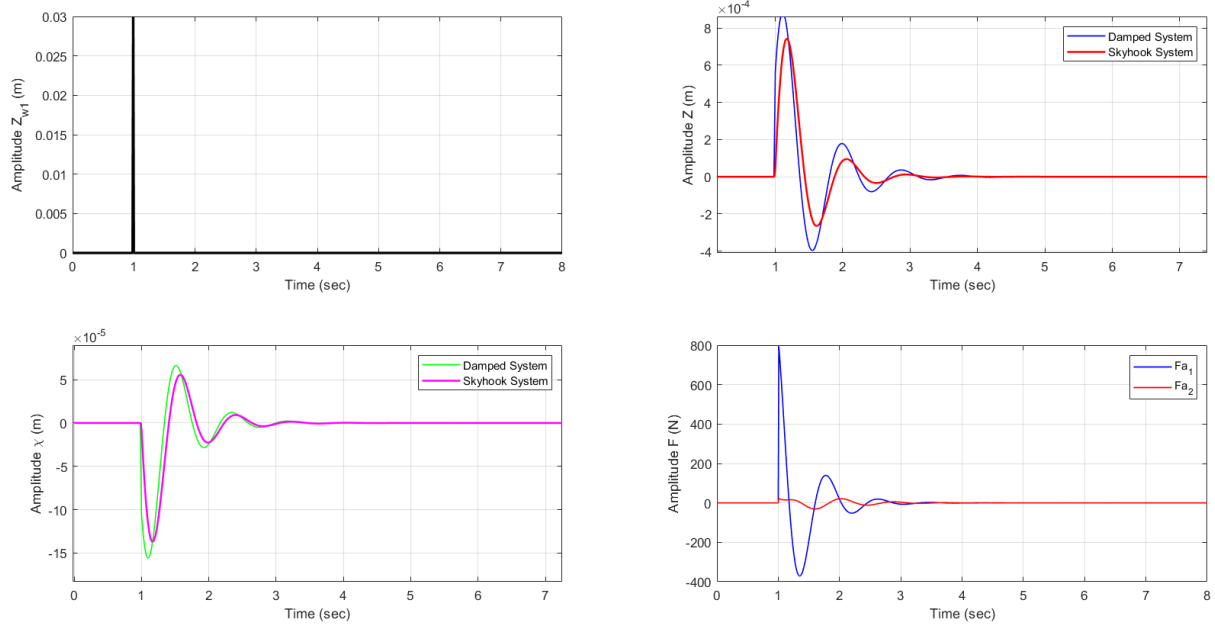 0.03
0.025
0.02
0.015
0.01
0.005
0
0 1 2 3 4 5 6 7 8
Amplitude Z_w1 (m)
Time (sec)
×10^-4
8
6
4
2
0
-2
-4
1 2 3 4 5 6 7
Amplitude Z (m)
Time (sec)
Damped System
Skyhook System
×10^-5
5
0
-5
-10
-15
0 1 2 3 4 5 6 7
Amplitude χ (m)
Time (sec)
Damped System
Skyhook System
800
600
400
200
0
-200
-400
0 1 2 3 4 5 6 7 8
Amplitude F (N)
Time (sec)
Fa_1
Fa_2